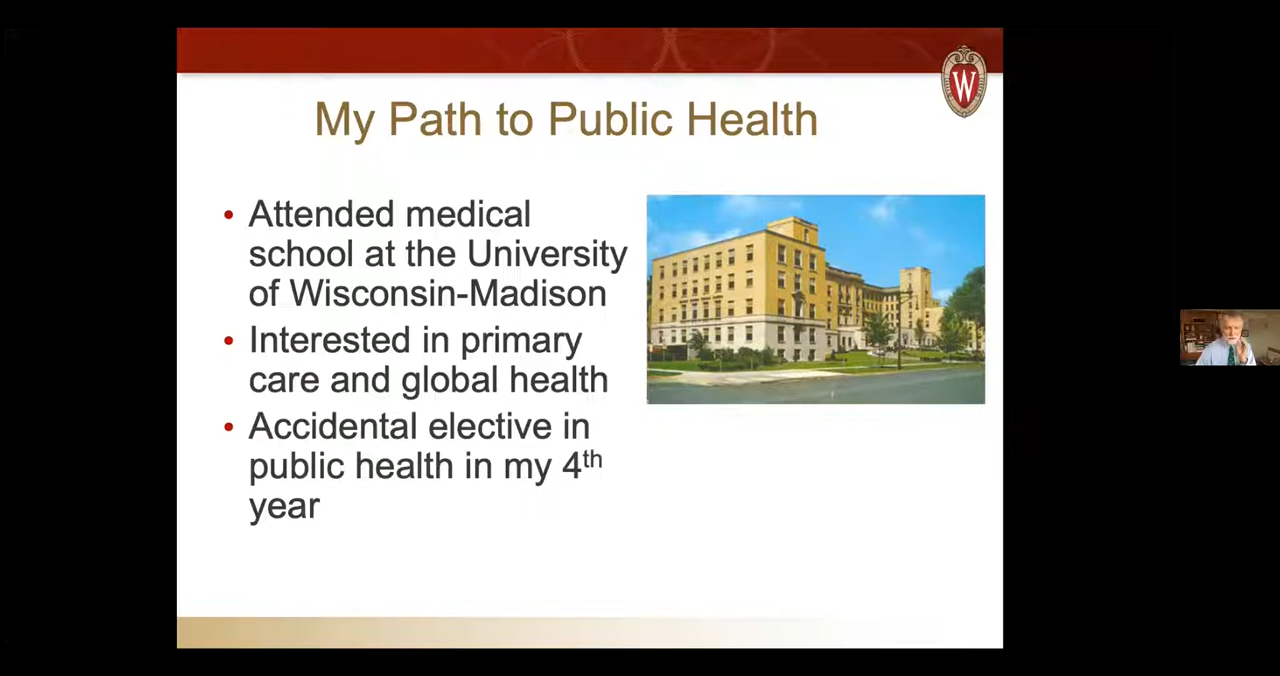 W
My Path to Public Health
• Attended medical
school at the University
of Wisconsin-Madison
• Interested in primary
care and global health
• Accidental elective in
public health in my 4th
year